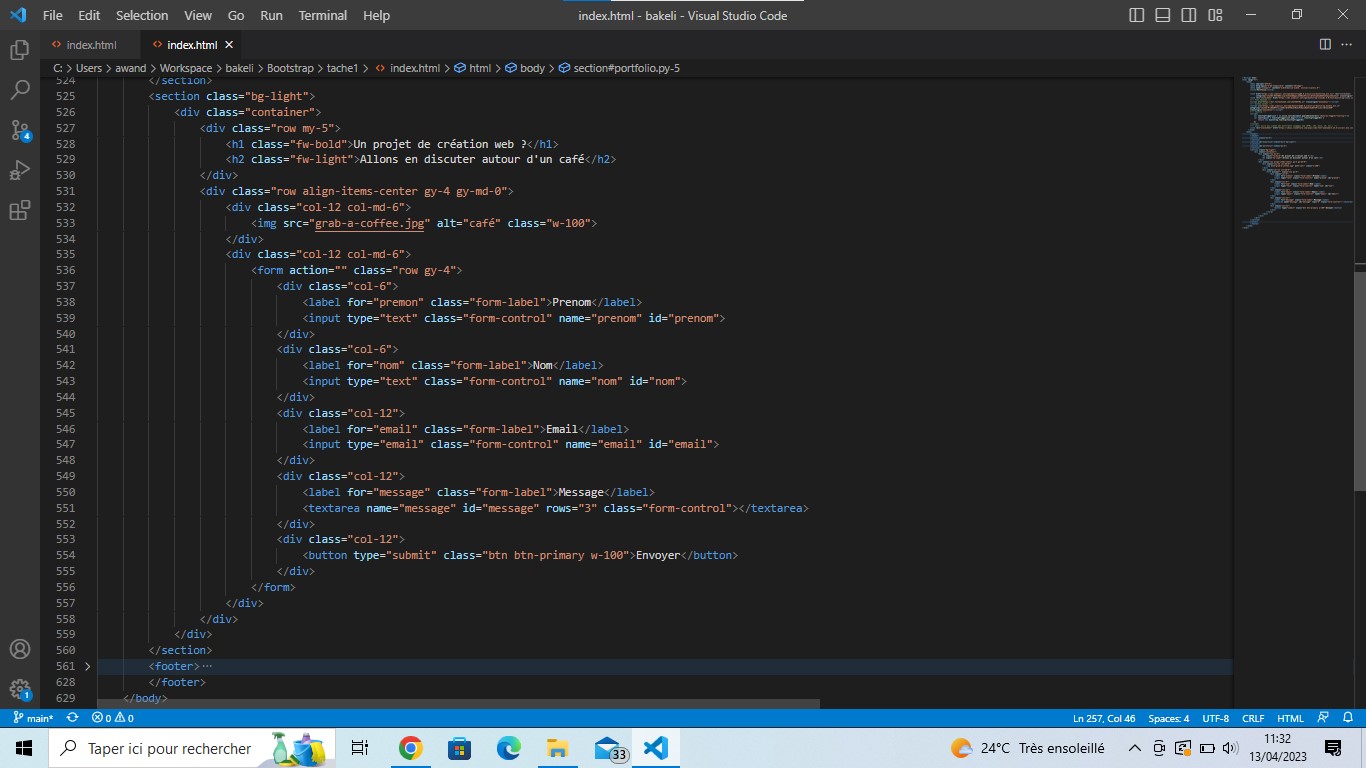 File Edit Selection View Go Run Terminal Help index.html - bakeli - Visual Studio Code
index.html index.html
C: > Users > awand > Workspace > bakeli > Bootstrap > tache1 > index.html > html > body > section#portfolio.py-5
524 </section>
525 <section class="bg-light">
526 <div class="container">
527 <div class="row my-5">
528 <h1 class="fw-bold">Un projet de création web ?</h1>
529 <h2 class="fw-light">Allons en discuter autour d'un café</h2>
530 </div>
531 <div class="row align-items-center gy-4 gy-md-0">
532 <div class="col-12 col-md-6">
533 <img src="grab-a-coffee.jpg" alt="café" class="w-100">
534 </div>
535 <div class="col-12 col-md-6">
536 <form action="" class="row gy-4">
537 <div class="col-6">
538 <label for="premon" class="form-label">Prenom</label>
539 <input type="text" class="form-control" name="prenom" id="prenom">
540 </div>
541 <div class="col-6">
542 <label for="nom" class="form-label">Nom</label>
543 <input type="text" class="form-control" name="nom" id="nom">
544 </div>
545 <div class="col-12">
546 <label for="email" class="form-label">Email</label>
547 <input type="email" class="form-control" name="email" id="email">
548 </div>
549 <div class="col-12">
550 <label for="message" class="form-label">Message</label>
551 <textarea name="message" id="message" rows="3" class="form-control"></textarea>
552 </div>
553 <div class="col-12">
554 <button type="submit" class="btn btn-primary w-100">Envoyer</button>
555 </div>
556 </form>
557 </div>
558 </div>
559 </div>
560 </section>
561 <footer>…
628 </footer>
629 </body>
4
1
main* 0 0 Ln 257, Col 46 Spaces: 4 UTF-8 CRLF HTML
Taper ici pour rechercher 33 24°C Très ensoleillé 11:32
13/04/2023